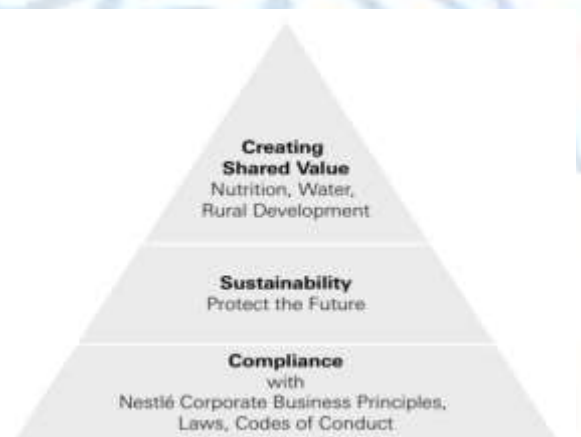 Creating
Shared Value
Nutrition, Water,
Rural Development
Sustainability
Protect the Future
Compliance
with
Nestlé Corporate Business Principles,
Laws, Codes of Conduct